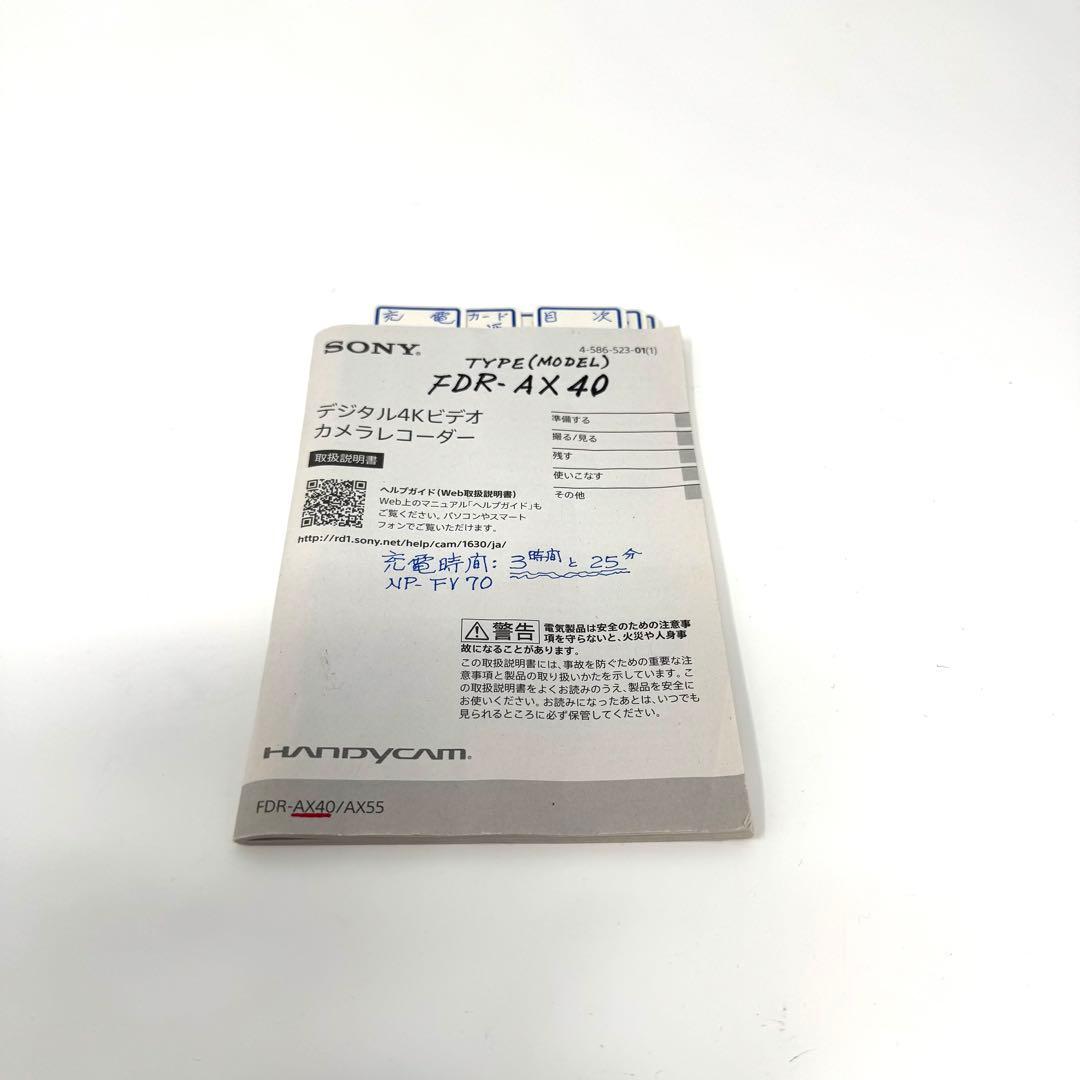 充電
カード
目次
SONY®
4-586-523-01(1)
TYPE(MODEL)
FDR-AX40
デジタル4Kビデオ
カメラレコーダー
取扱説明書
準備する
撮る/見る
残す
使いこなす
その他
ヘルプガイド(Web取扱説明書)
Web上のマニュアル「ヘルプガイド」も
ご覧ください。パソコンやスマート
フォンでご覧いただけます。
http://rd1.sony.net/help/cam/1630/ja/
充電時間: 3時間と25分
NP-FV70
警告 電気製品は安全のための注意事
項を守らないと、火災や人身事
故になることがあります。
この取扱説明書には、事故を防ぐための重要な注
意事項と製品の取り扱いかたを示しています。こ
の取扱説明書をよくお読みのうえ、製品を安全に
お使いください。お読みになったあとは、いつでも
見られるところに必ず保管してください。
HANDYCAM®
FDR-AX40/AX55